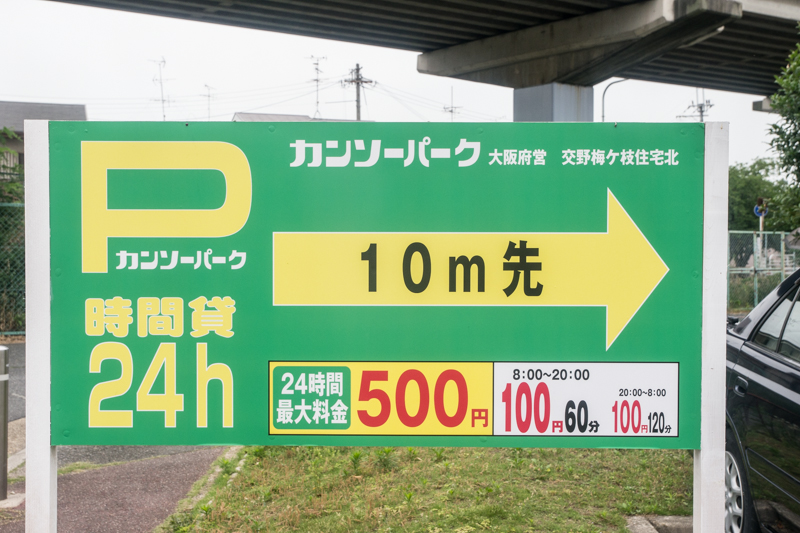 P
カンソーパーク
時間貸
24h
カンソーパーク 大阪府営 交野梅ケ枝住宅北
10m先
24時間
最大料金
500円
8:00〜20:00
100円60分
20:00〜8:00
100円120分